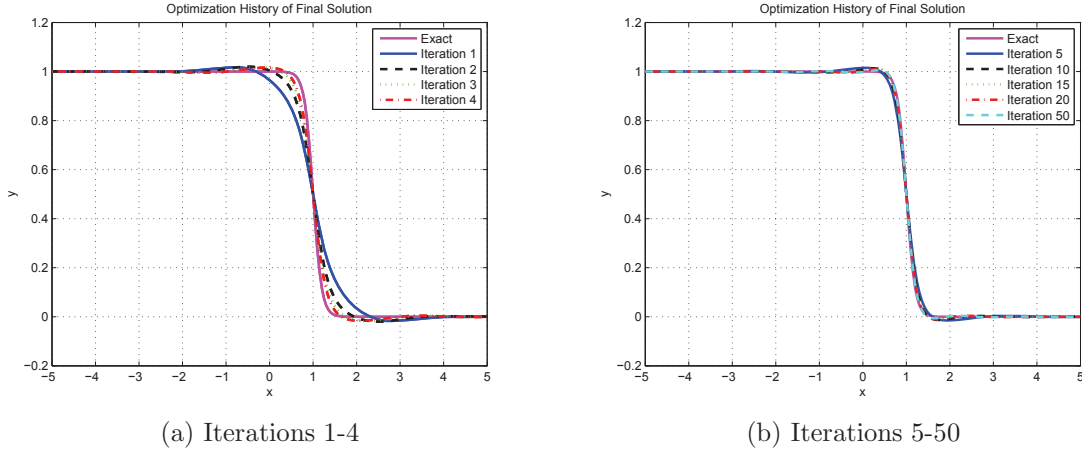 Optimization History of Final Solution
1.2
1
0.8
0.6
0.4
0.2
0
−0.2
y
−5 −4 −3 −2 −1 0 1 2 3 4 5
x
Exact
Iteration 1
Iteration 2
Iteration 3
Iteration 4
(a) Iterations 1-4
Optimization History of Final Solution
1.2
1
0.8
0.6
0.4
0.2
0
−0.2
y
−5 −4 −3 −2 −1 0 1 2 3 4 5
x
Exact
Iteration 5
Iteration 10
Iteration 15
Iteration 20
Iteration 50
(b) Iterations 5-50